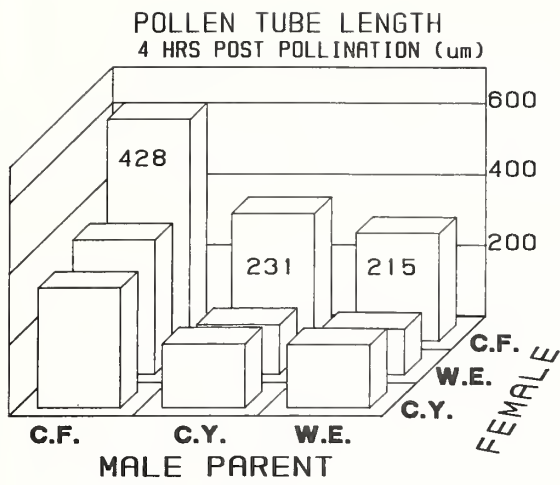 POLLEN TUBE LENGTH
4 HRS POST POLLINATION (um)
600
428
400
200
231
215
C.F.
W.E.
C.Y.
FEMALE
C.F. C.Y. W.E.
MALE PARENT